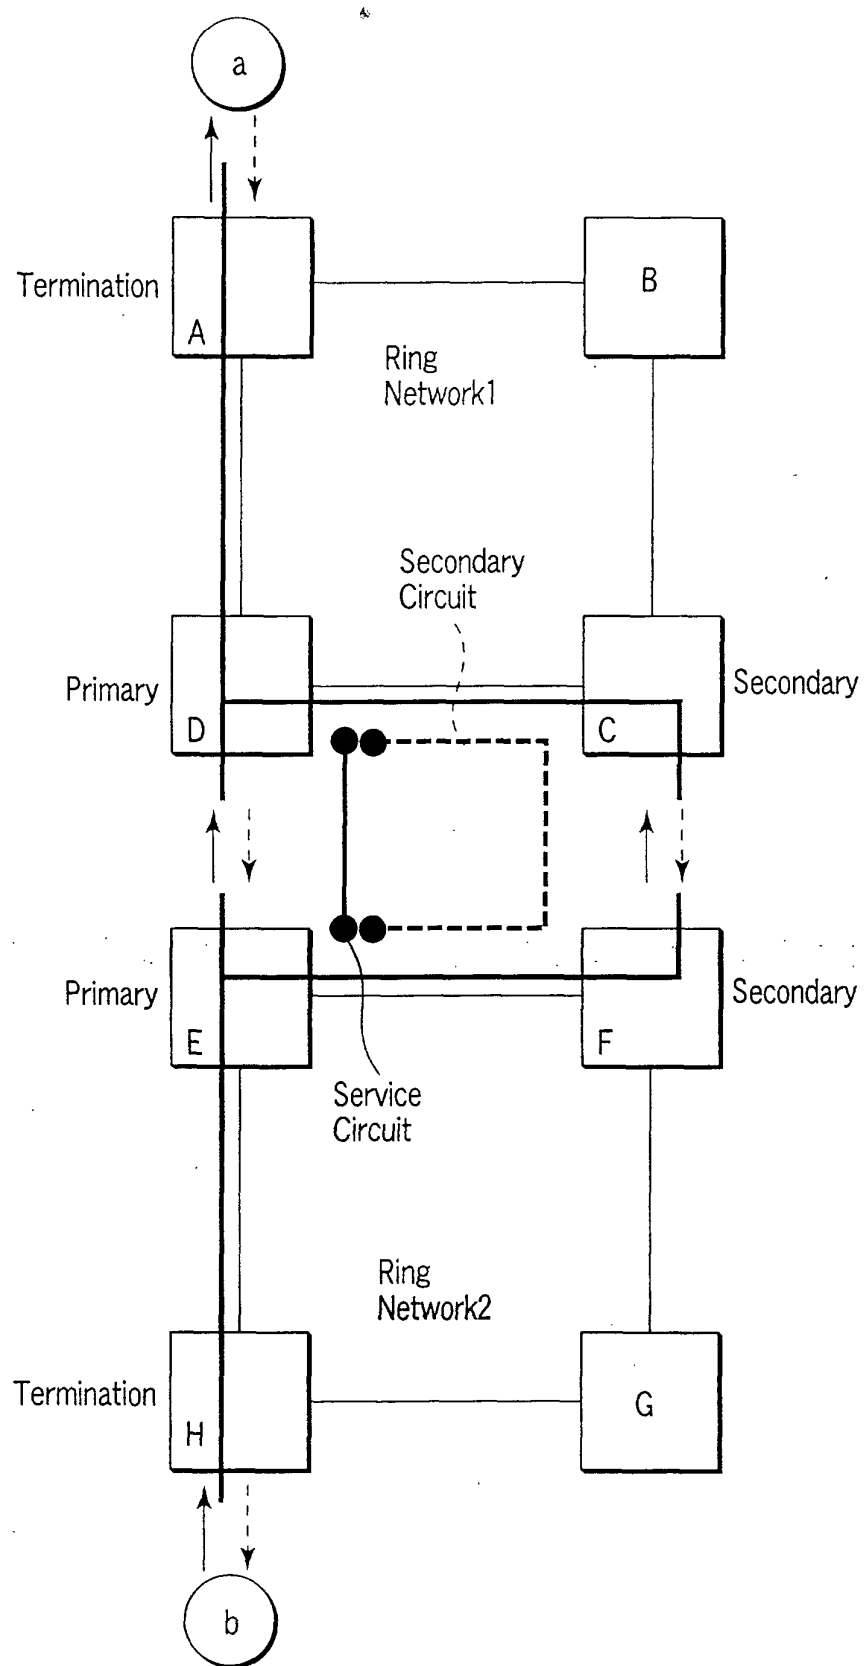 a
Termination
A
B
Ring
Network1
Secondary
Circuit
Primary
D
C
Secondary
Primary
E
F
Secondary
Service
Circuit
Ring
Network2
Termination
H
G
b